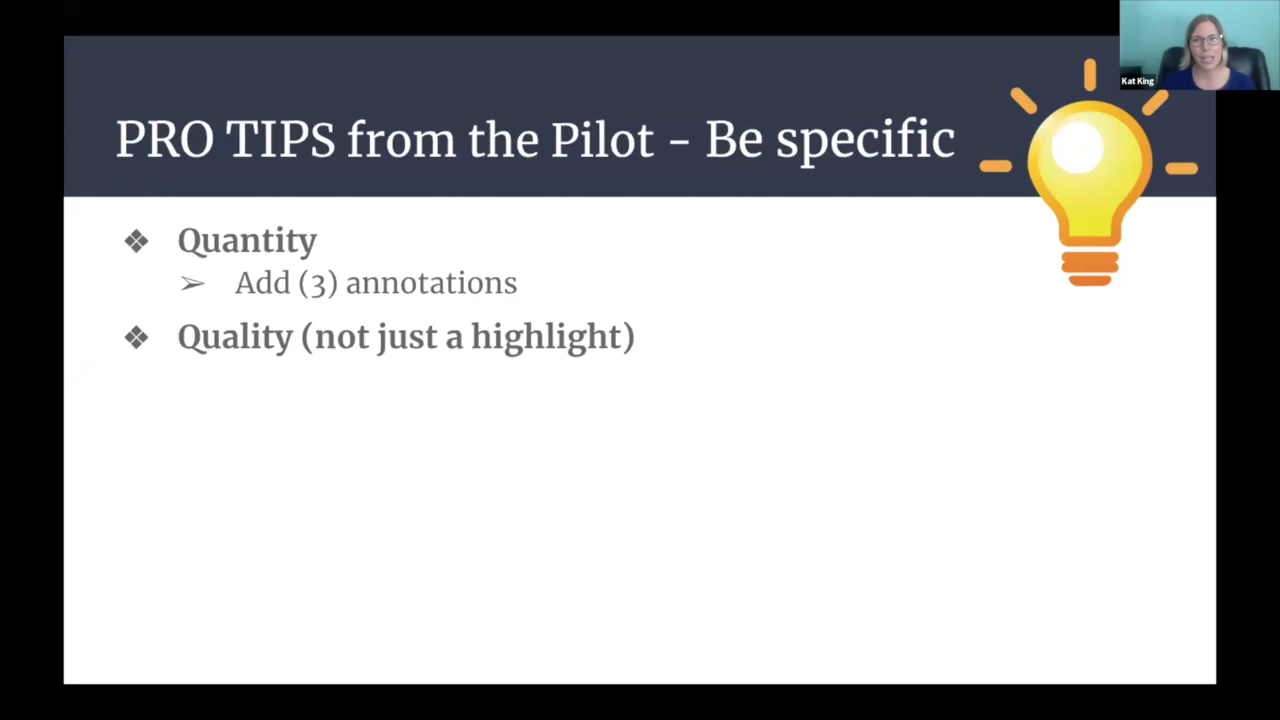 Kat King
PRO TIPS from the Pilot - Be specific
❖ Quantity
➢ Add (3) annotations
❖ Quality (not just a highlight)